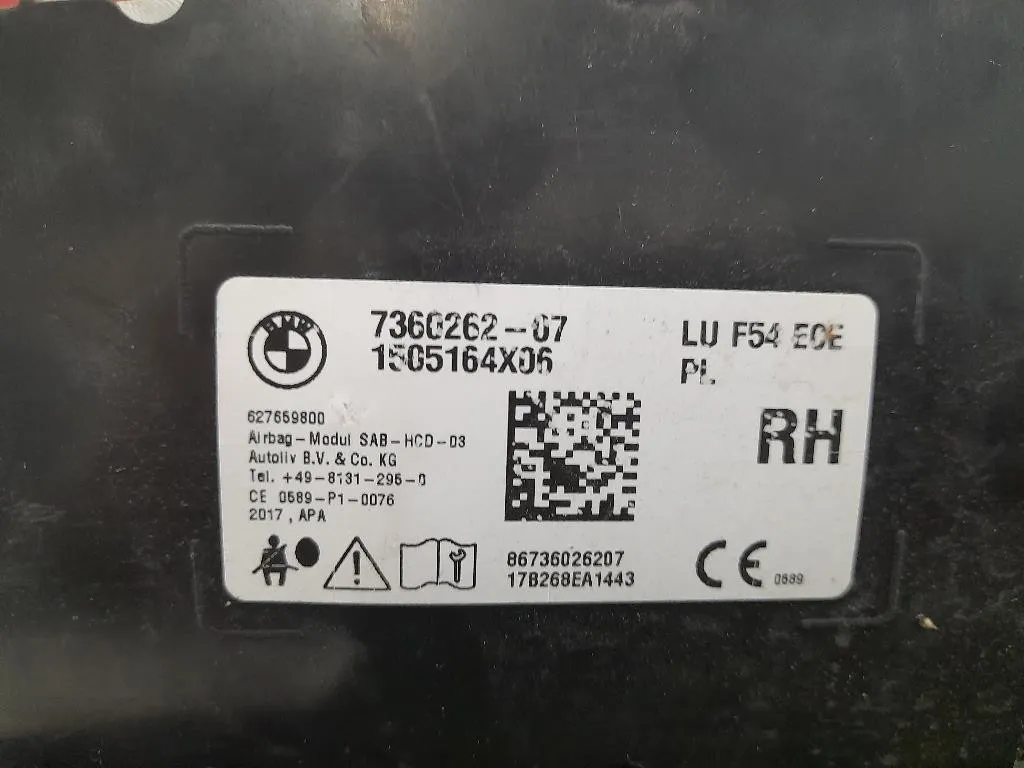 BMW
7360262-07
1505164X06
LU F54 ECE
PL
RH
627659800
Airbag-Modul SAB-HCD-03
Autoliv B.V. & Co. KG
Tel. +49-8131-295-0
CE 0589-P1-0076
2017, APA
86736026207
17B268EA1443
CE 0589